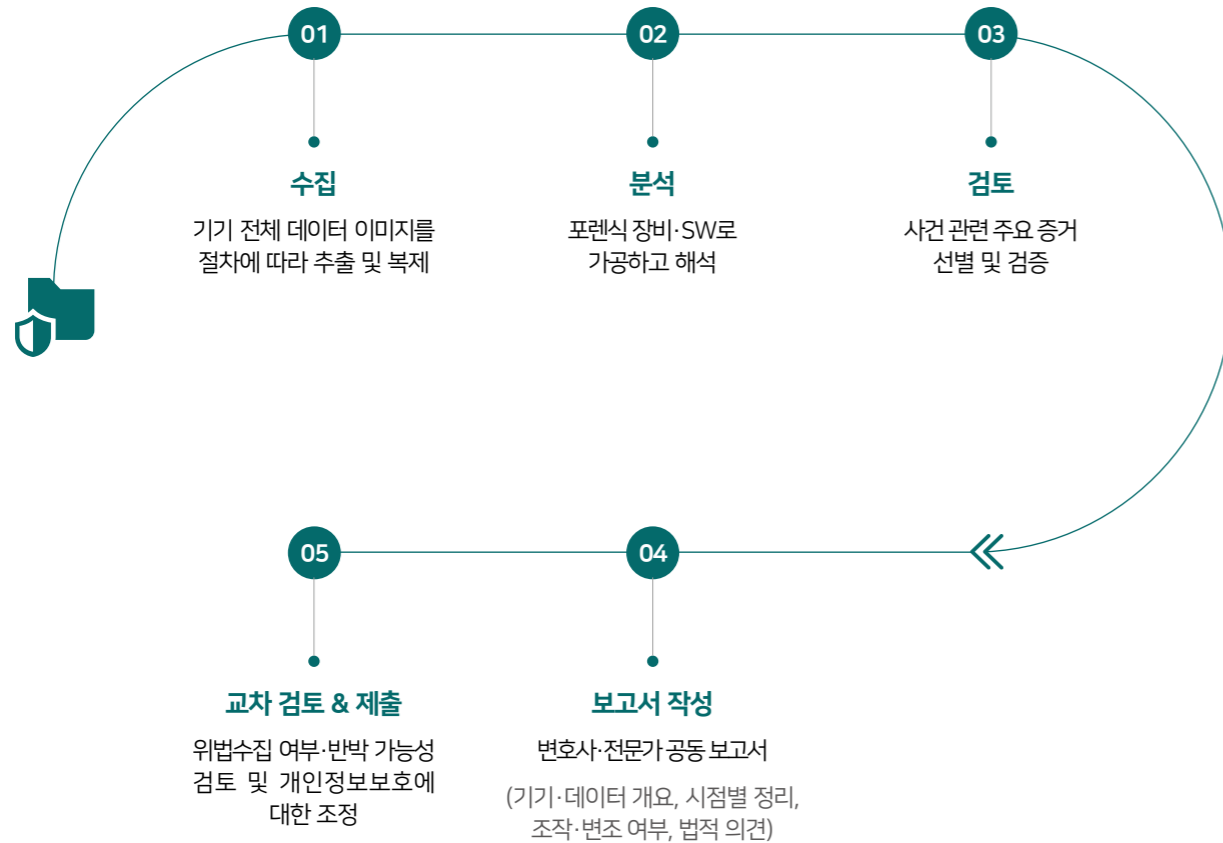 01
수집
기기 전체 데이터 이미지를
절차에 따라 추출 및 복제
02
분석
포렌식 장비·SW로
가공하고 해석
03
검토
사건 관련 주요 증거
선별 및 검증
04
보고서 작성
변호사·전문가 공동 보고서
(기기·데이터 개요, 시점별 정리,
조작·변조 여부, 법적 의견)
05
교차 검토 & 제출
위법수집 여부·반박 가능성
검토 및 개인정보보호에
대한 조정